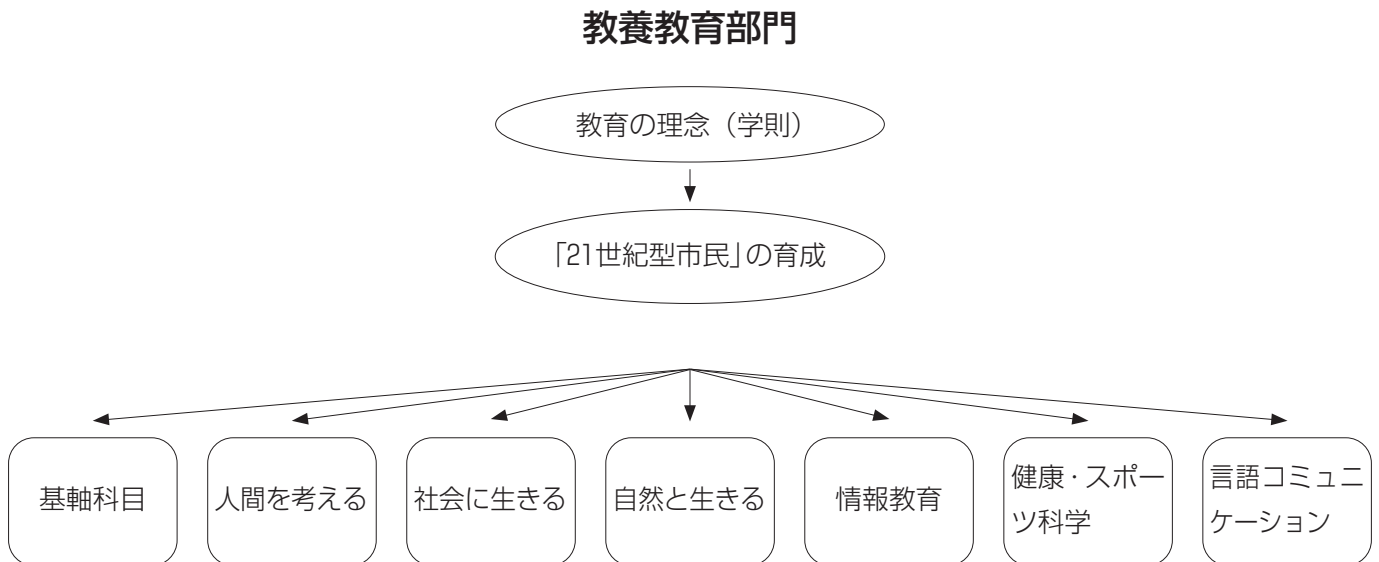 教養教育部門
教育の理念（学則）
「21世紀型市民」の育成
基軸科目
人間を考える
社会に生きる
自然と生きる
情報教育
健康・スポー
ツ科学
言語コミュニ
ケーション